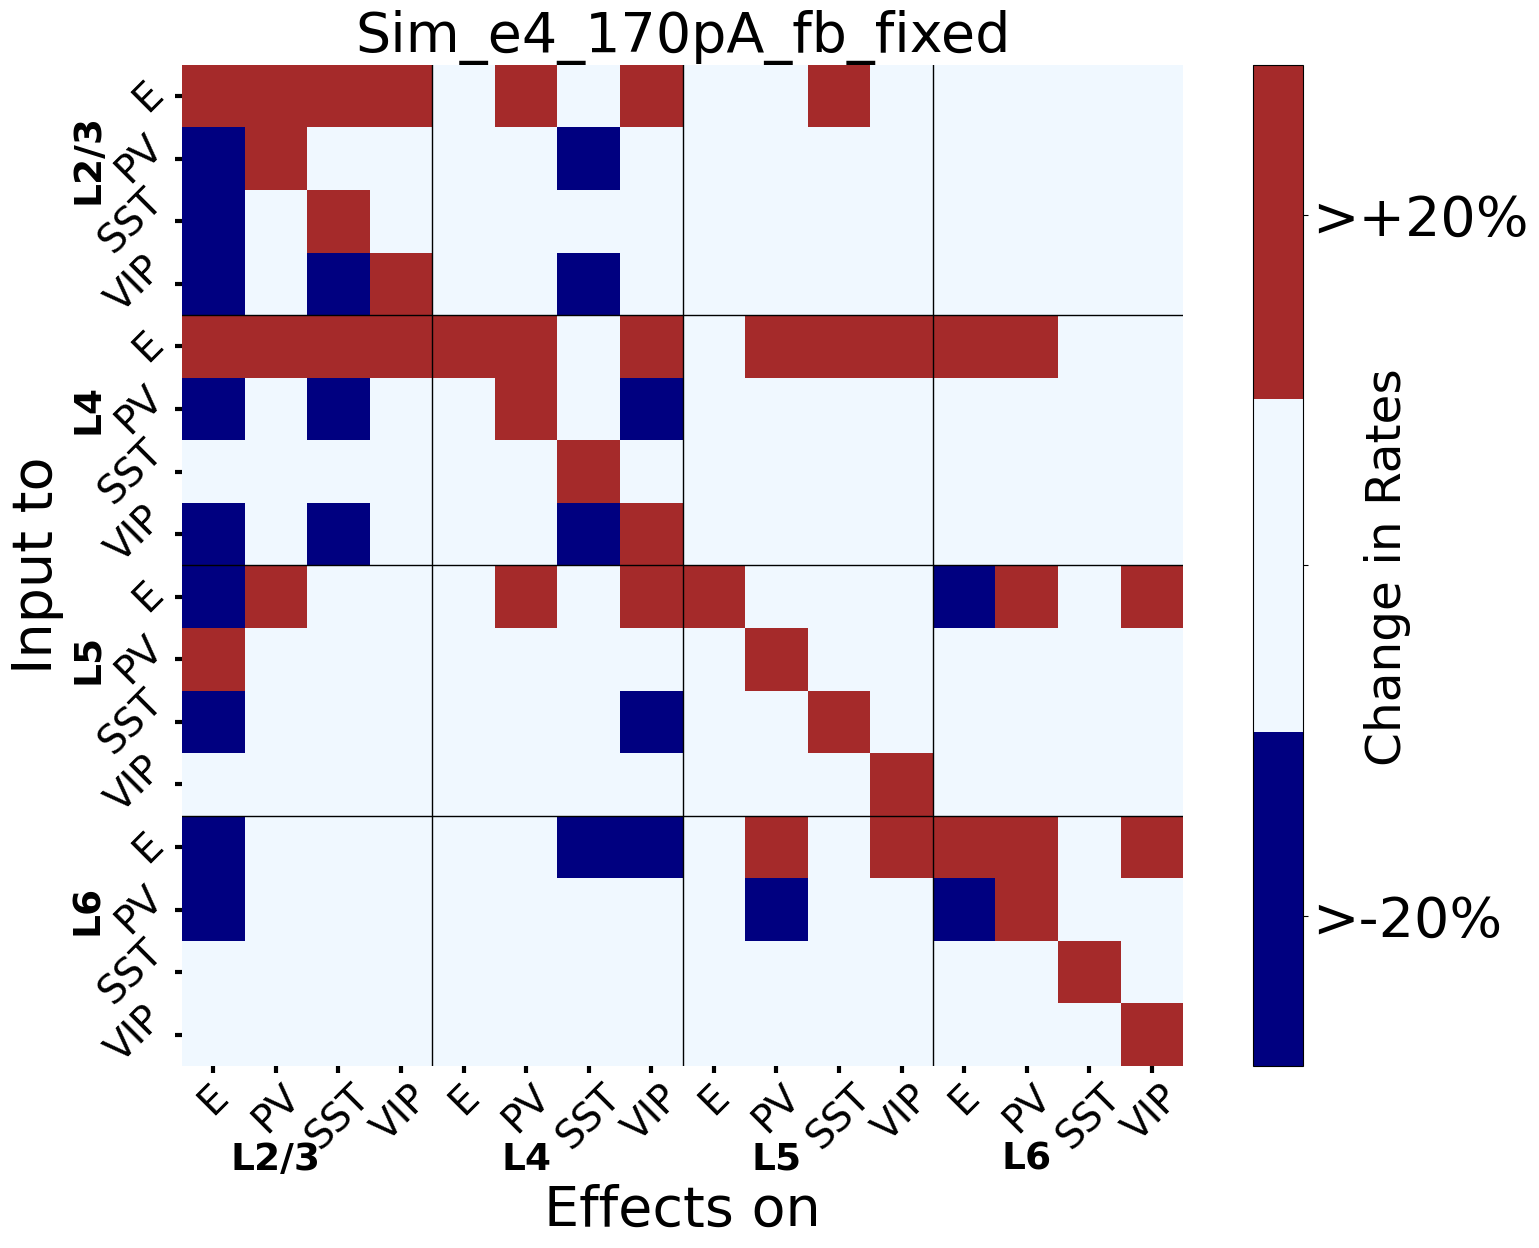 Sim_e4_170pA_fb_fixed
Input to
L2/3
E
PV
SST
VIP
L4
E
PV
SST
VIP
L5
E
PV
SST
VIP
L6
E
PV
SST
VIP
E PV SST VIP E PV SST VIP E PV SST VIP E PV SST VIP
L2/3 L4 L5 L6
Effects on
>+20%
>-20%
Change in Rates